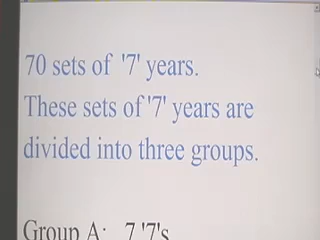 70 sets of '7' years.
These sets of '7' years are
divided into three groups.
Group A: 7 '7's